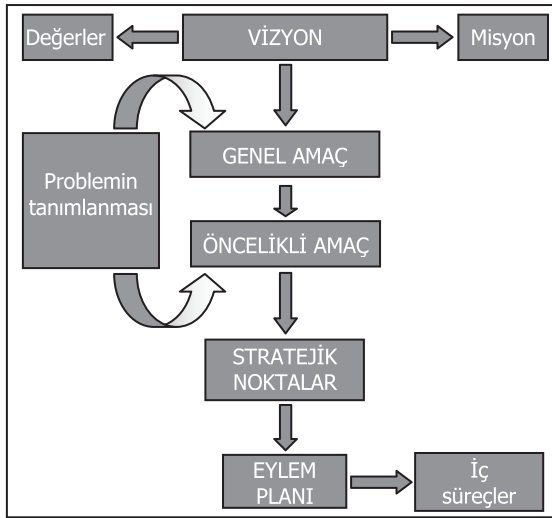 Değerler
VİZYON
Misyon
GENEL AMAÇ
Problemin
tanımlanması
ÖNCELİKLİ AMAÇ
STRATEJİK
NOKTALAR
EYLEM
PLANI
İç
süreçler